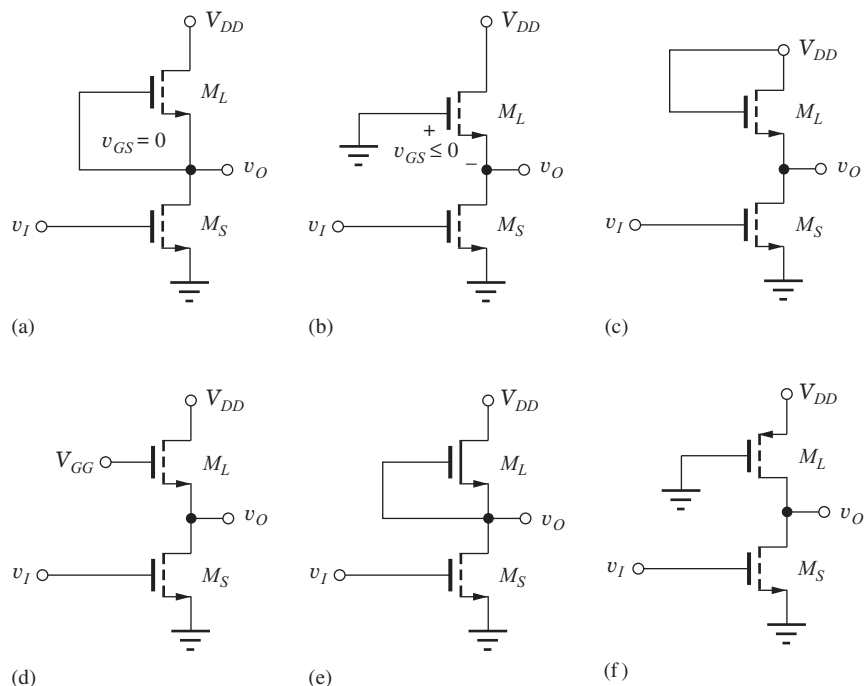 V_DD
M_L
v_GS = 0
v_O
v_I
M_S
(a)
V_DD
M_L
+
v_GS ≤ 0
–
v_O
v_I
M_S
(b)
V_DD
M_L
v_O
v_I
M_S
(c)
V_DD
V_GG
M_L
v_O
v_I
M_S
(d)
V_DD
M_L
v_O
v_I
M_S
(e)
V_DD
M_L
v_O
v_I
M_S
(f)